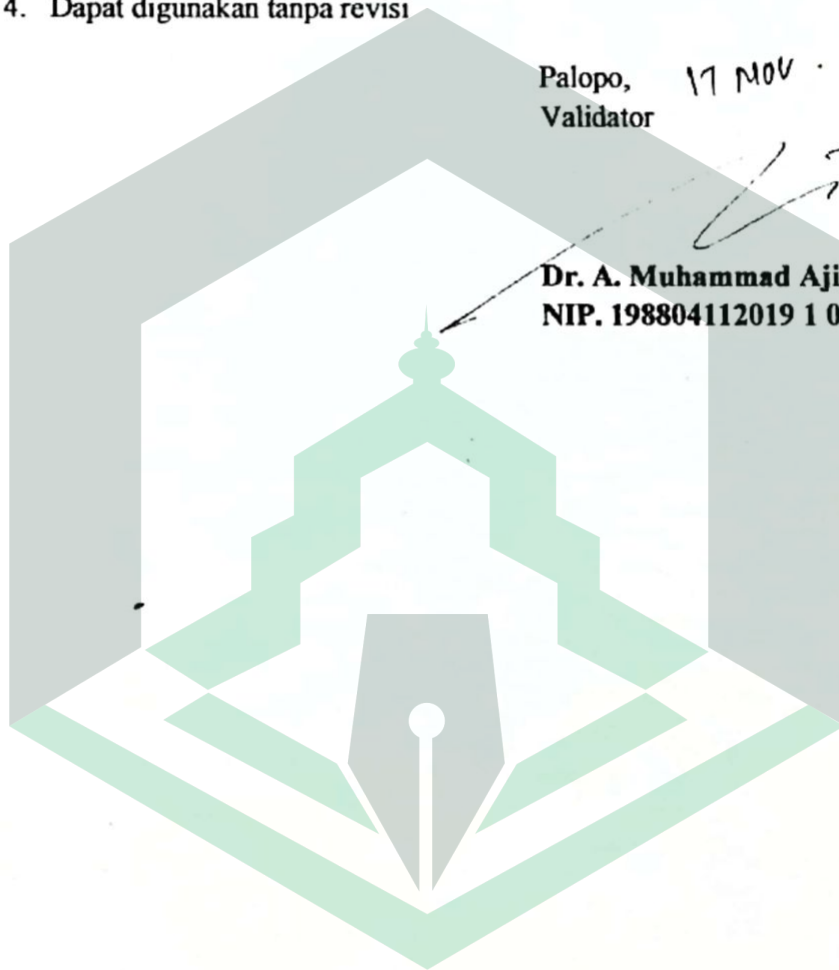 4. Dapat digunakan tanpa revisi
Palopo, 17 Nov.
Validator
Dr. A. Muhammad Aji
NIP. 198804112019 1 0